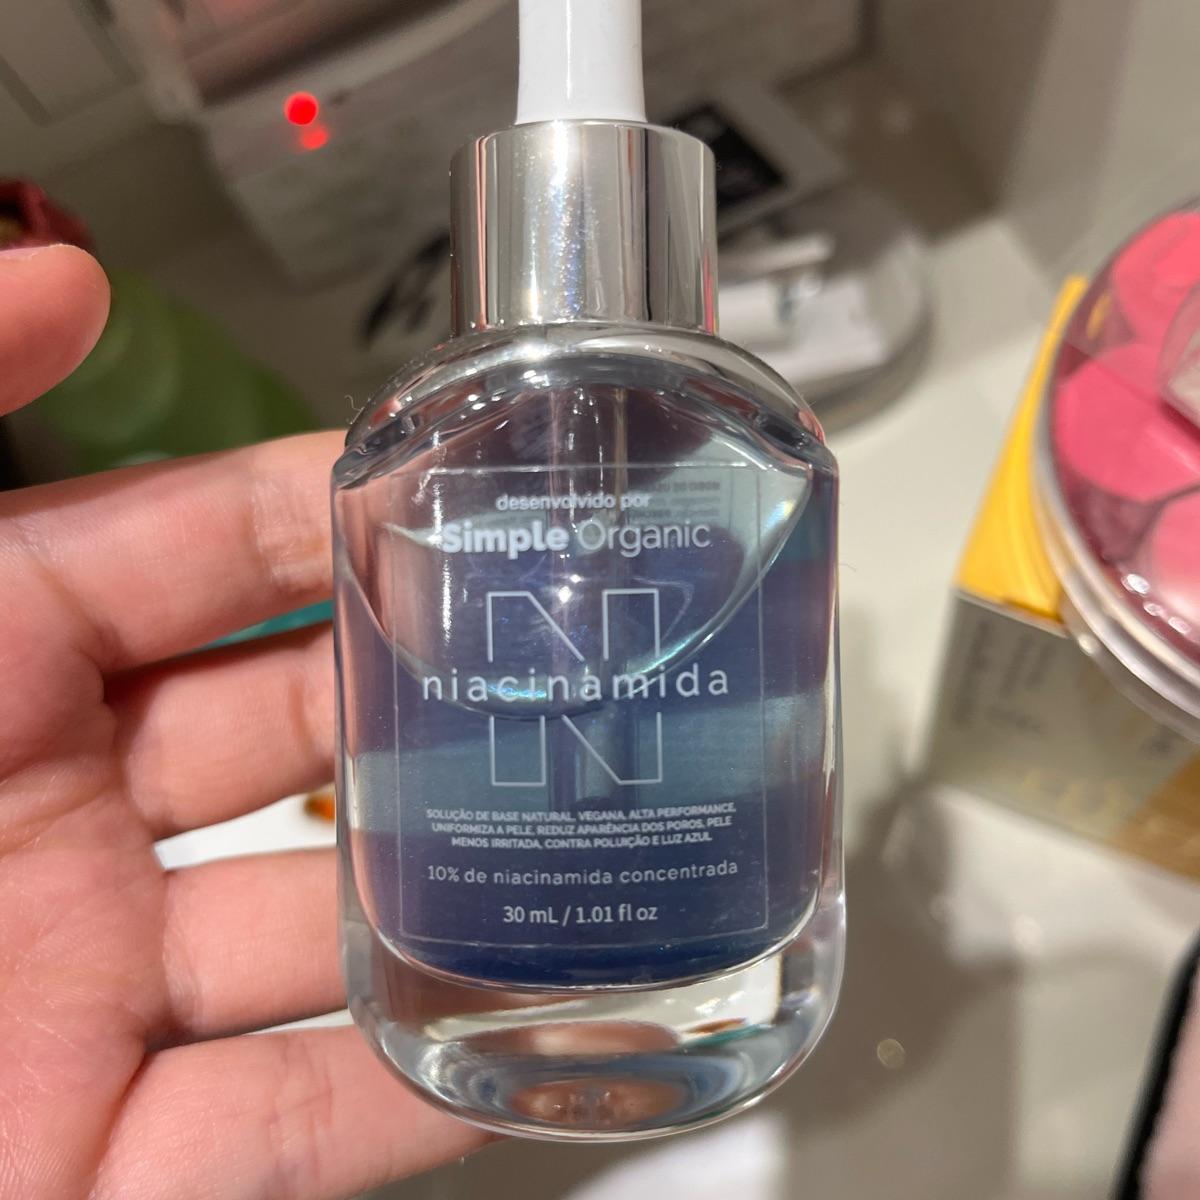 desenvolvido por
Simple Organic
N
niacinamida
SOLUÇÃO DE BASE NATURAL, VEGANA, ALTA PERFORMANCE,
UNIFORMIZA A PELE, REDUZ APARÊNCIA DOS POROS, PELE
MENOS IRRITADA, CONTRA POLUIÇÃO E LUZ AZUL
10% de niacinamida concentrada
30 mL / 1.01 fl oz